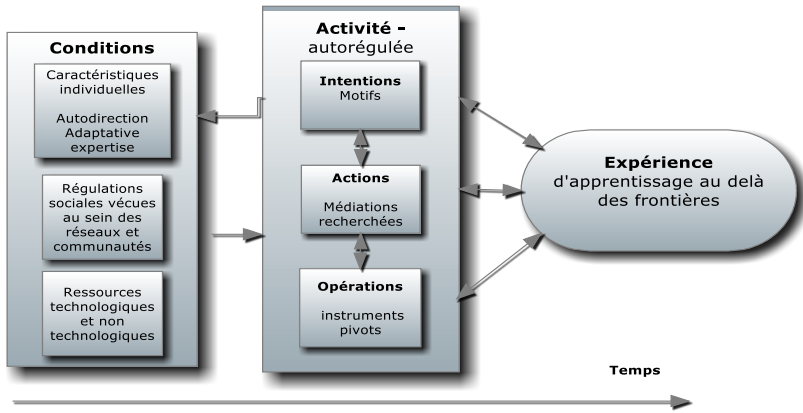 Conditions
Caractéristiques
individuelles
Autodirection
Adaptative
expertise
Régulations
sociales vécues
au sein des
réseaux et
communautés
Ressources
technologiques
et non
technologiques
Activité -
autorégulée
Intentions
Motifs
Actions
Médiations
recherchées
Opérations
instruments
pivots
Expérience
d'apprentissage au delà
des frontières
Temps